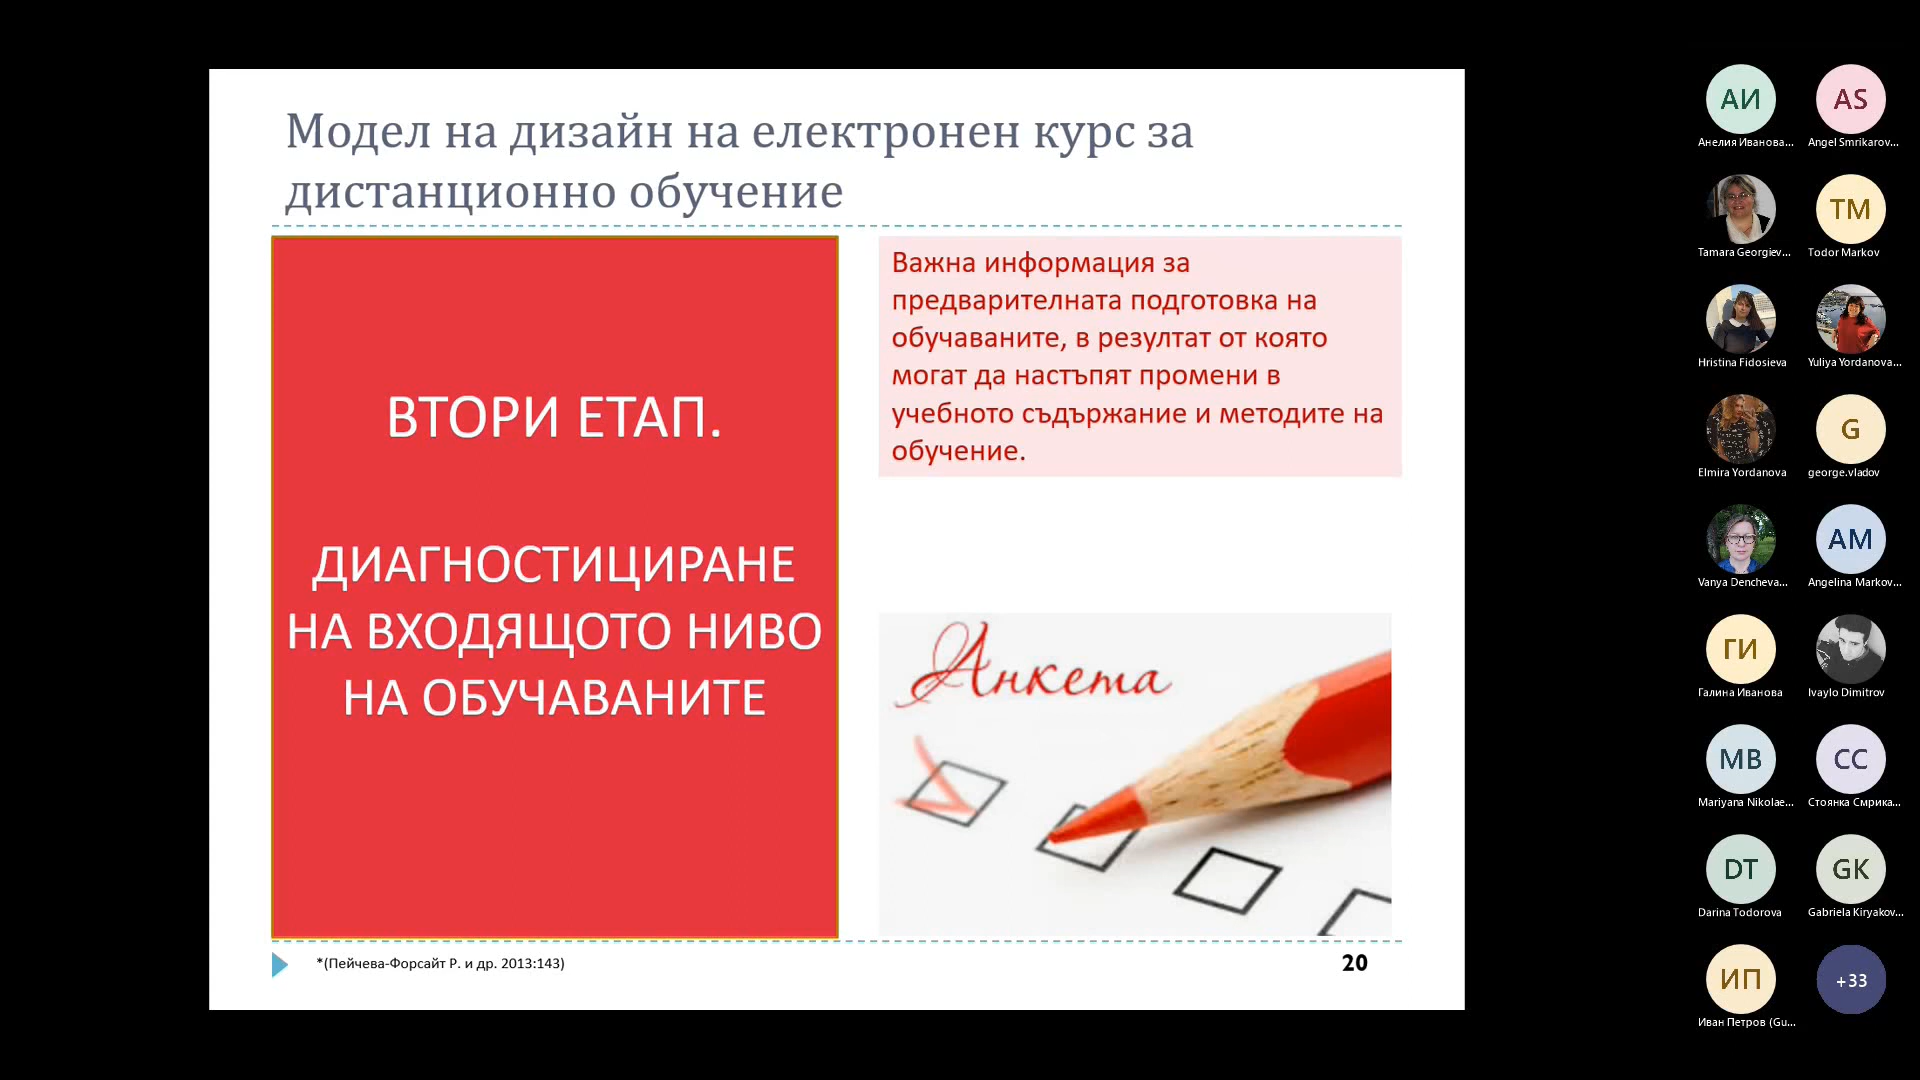 Модел на дизайн на електронен курс за
дистанционно обучение
ВТОРИ ЕТАП.
ДИАГНОСТИЦИРАНЕ
НА ВХОДЯЩОТО НИВО
НА ОБУЧАВАНИТЕ
Важна информация за
предварителната подготовка на
обучаваните, в резултат от която
могат да настъпят промени в
учебното съдържание и методите на
обучение.
Анкета
*(Пейчева-Форсайт Р. и др. 2013:143)
20
АИ
Анелия Иванова...
AS
Angel Smrikarov...
Tamara Georgiev...
TM
Todor Markov
Hristina Fidosieva
Yuliya Yordanova...
Elmira Yordanova
G
george.vladov
Vanya Dencheva...
AM
Angelina Markov...
ГИ
Галина Иванова
Ivaylo Dimitrov
MB
Mariyana Nikolae...
СС
Стоянка Смрика...
DT
Darina Todorova
GK
Gabriela Kiryakov...
ИП
Иван Петров (Gu...
+33